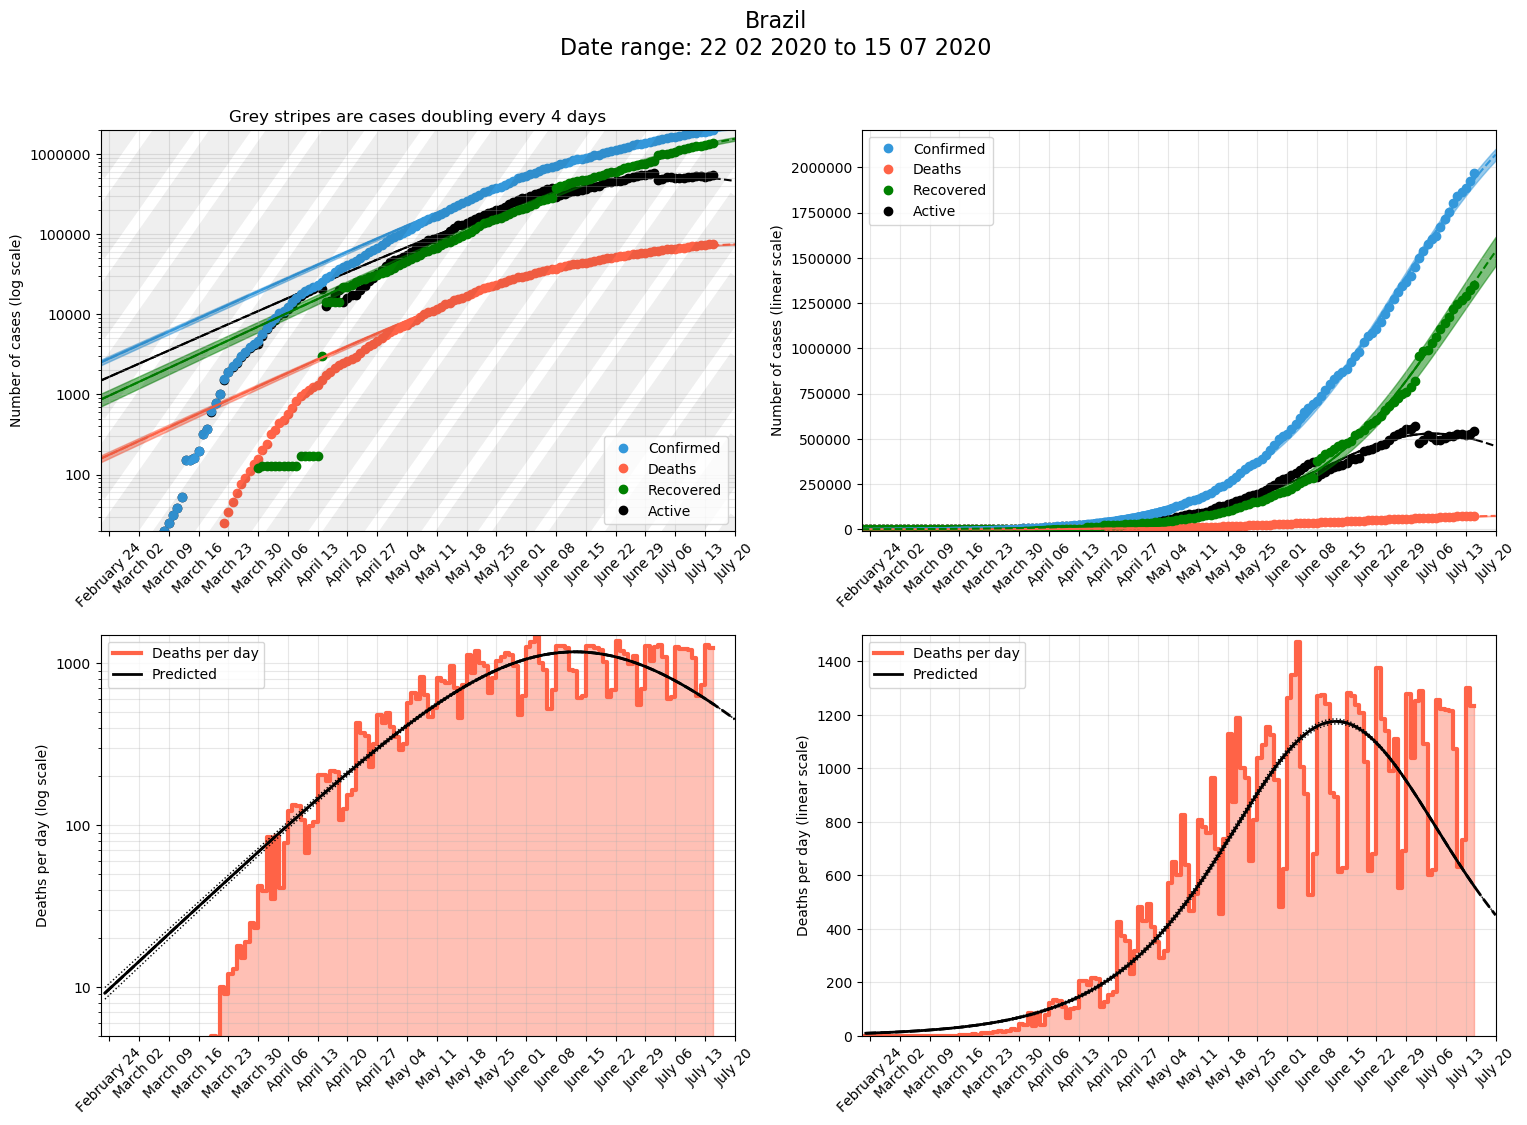 Brazil
Date range: 22 02 2020 to 15 07 2020
Grey stripes are cases doubling every 4 days
Number of cases (log scale)
1000000
100000
10000
1000
100
Confirmed
Deaths
Recovered
Active
February 24
March 02
March 09
March 16
March 23
March 30
April 06
April 13
April 20
April 27
May 04
May 11
May 18
May 25
June 01
June 08
June 15
June 22
June 29
July 06
July 13
July 20
Number of cases (linear scale)
2000000
1750000
1500000
1250000
1000000
750000
500000
250000
0
Confirmed
Deaths
Recovered
Active
February 24
March 02
March 09
March 16
March 23
March 30
April 06
April 13
April 20
April 27
May 04
May 11
May 18
May 25
June 01
June 08
June 15
June 22
June 29
July 06
July 13
July 20
Deaths per day (log scale)
1000
100
10
Deaths per day
Predicted
February 24
March 02
March 09
March 16
March 23
March 30
April 06
April 13
April 20
April 27
May 04
May 11
May 18
May 25
June 01
June 08
June 15
June 22
June 29
July 06
July 13
July 20
Deaths per day (linear scale)
1400
1200
1000
800
600
400
200
0
Deaths per day
Predicted
February 24
March 02
March 09
March 16
March 23
March 30
April 06
April 13
April 20
April 27
May 04
May 11
May 18
May 25
June 01
June 08
June 15
June 22
June 29
July 06
July 13
July 20